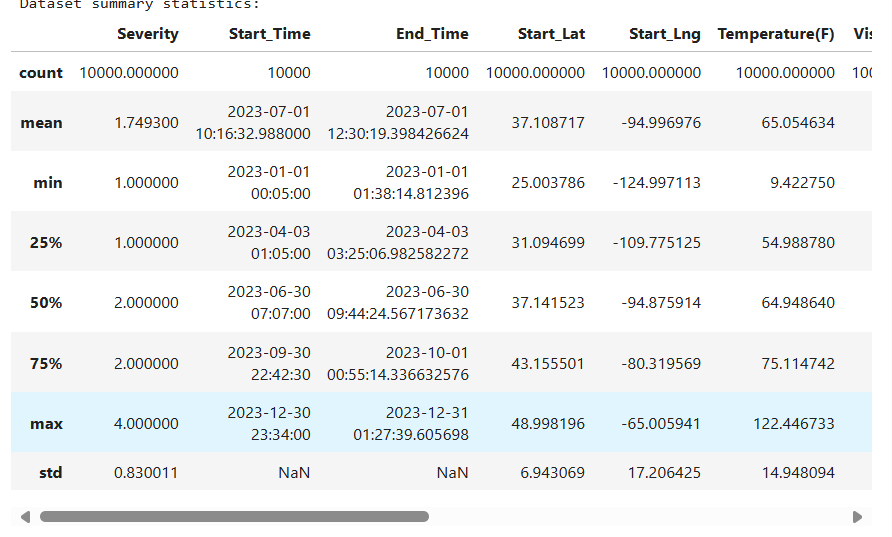 Dataset summary statistics:
Severity Start_Time End_Time Start_Lat Start_Lng Temperature(F) Vis
count 10000.000000 10000 10000 10000.000000 10000.000000 10000.000000 100
mean 1.749300 2023-07-01 10:16:32.988000 2023-07-01 12:30:19.398426624 37.108717 -94.996976 65.054634
min 1.000000 2023-01-01 00:05:00 2023-01-01 01:38:14.812396 25.003786 -124.997113 9.422750
25% 1.000000 2023-04-03 01:05:00 2023-04-03 03:25:06.982582272 31.094699 -109.775125 54.988780
50% 2.000000 2023-06-30 07:07:00 2023-06-30 09:44:24.567173632 37.141523 -94.875914 64.948640
75% 2.000000 2023-09-30 22:42:30 2023-10-01 00:55:14.336632576 43.155501 -80.319569 75.114742
max 4.000000 2023-12-30 23:34:00 2023-12-31 01:27:39.605698 48.998196 -65.005941 122.446733
std 0.830011 NaN NaN 6.943069 17.206425 14.948094